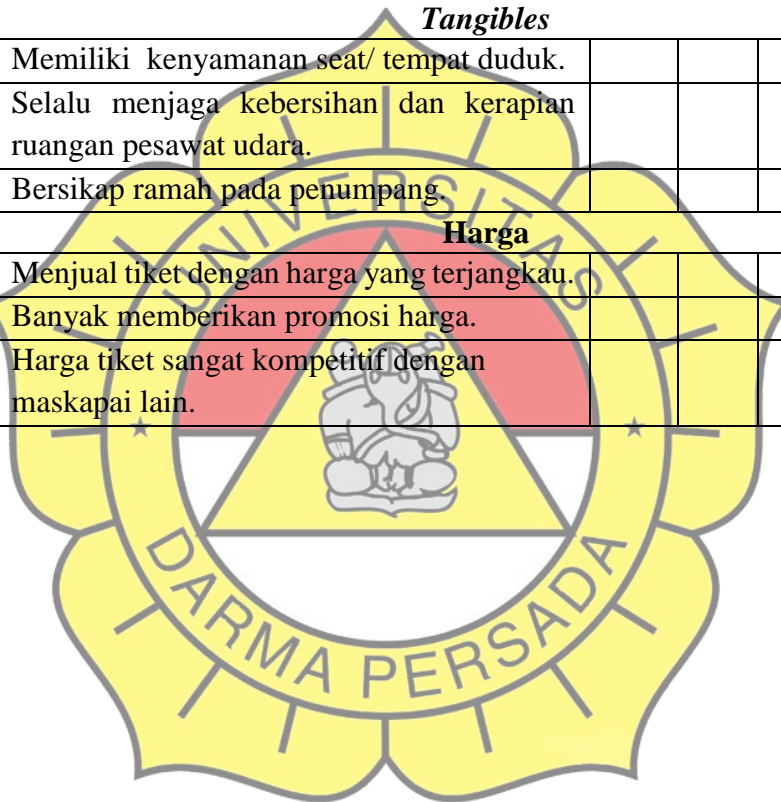 Tangibles
Memiliki kenyamanan seat/ tempat duduk.
Selalu menjaga kebersihan dan kerapian
ruangan pesawat udara.
Bersikap ramah pada penumpang.
Harga
Menjual tiket dengan harga yang terjangkau.
Banyak memberikan promosi harga.
Harga tiket sangat kompetitif dengan
maskapai lain.
UNIVERSITAS
DARMA PERSADA